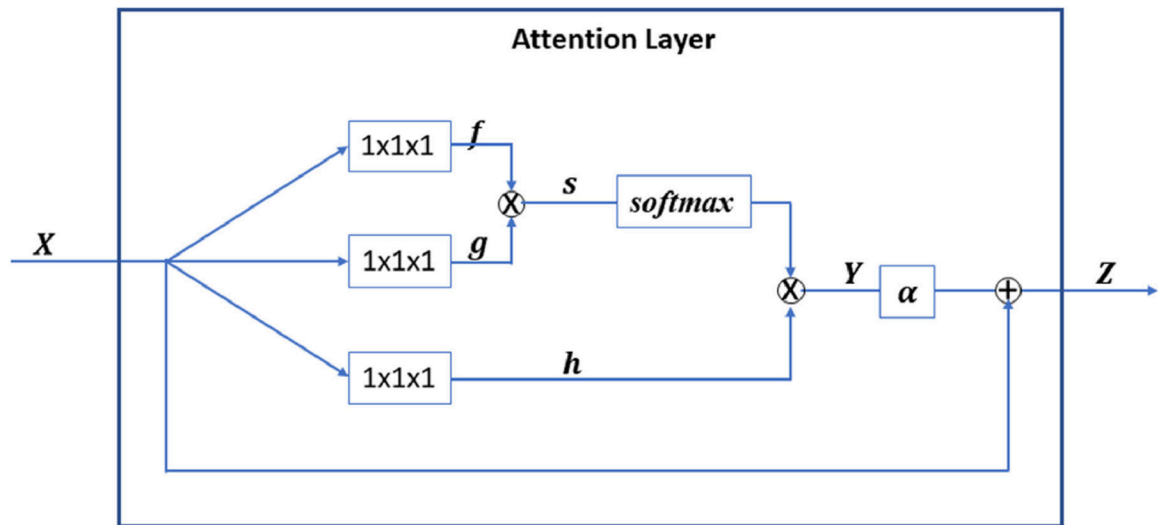 Attention Layer
1x1x1
f
s
softmax
X
1x1x1
g
X
X
Y
α
+
Z
1x1x1
h